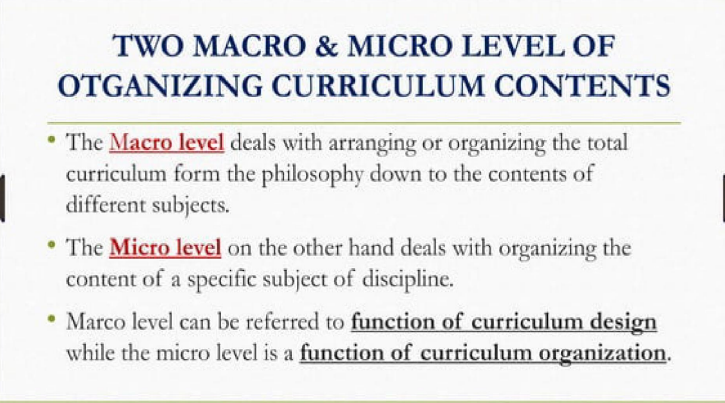 TWO MACRO & MICRO LEVEL OF
OTGANIZING CURRICULUM CONTENTS
• The Macro level deals with arranging or organizing the total
curriculum form the philosophy down to the contents of
different subjects.
• The Micro level on the other hand deals with organizing the
content of a specific subject of discipline.
• Marco level can be referred to function of curriculum design
while the micro level is a function of curriculum organization.